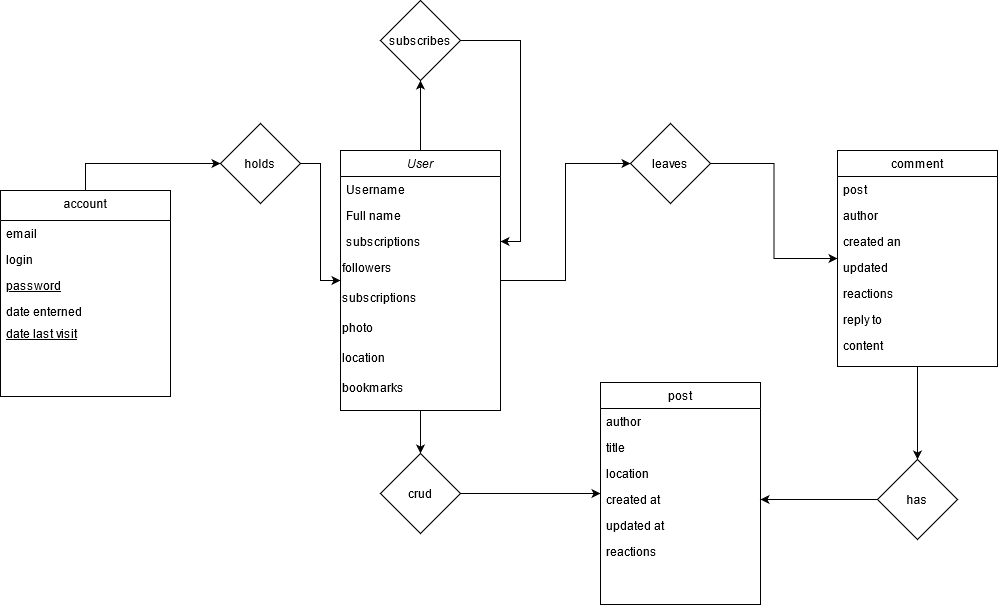 subscribes
holds
leaves
account
email
login
password
date enterned
date last visit
User
Username
Full name
subscriptions
followers
subscriptions
photo
location
bookmarks
comment
post
author
created an
updated
reactions
reply to
content
crud
post
author
title
location
created at
updated at
reactions
has